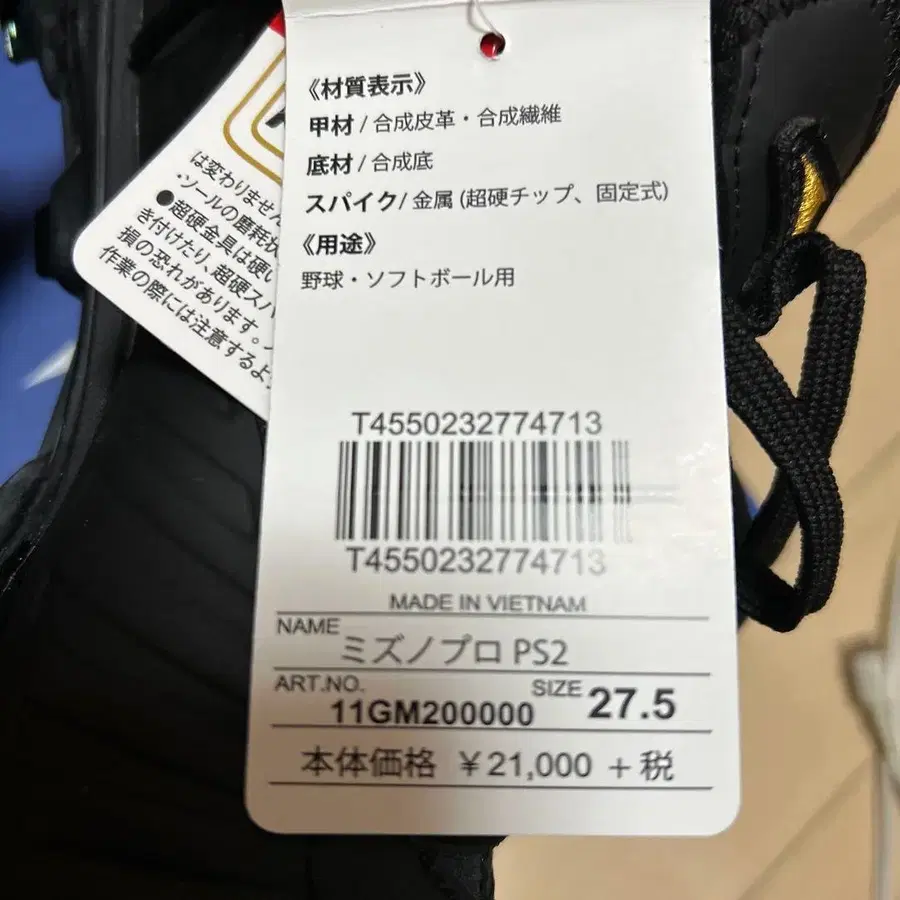 《材質表示》
甲材 / 合成皮革・合成繊維
底材 / 合成底
スパイク/ 金属 (超硬チップ、固定式)
《用途》
野球・ソフトボール用
T4550232774713
T4550232774713
MADE IN VIETNAM
NAME ミズノプロ PS2
ART.NO. 11GM200000 SIZE 27.5
本体価格 ¥21,000 +税
は変わりません
・ソールの磨耗状
●超硬金具は硬い
き付けたり、超硬スパ
損の恐れがあります。
作業の際には注意するよ